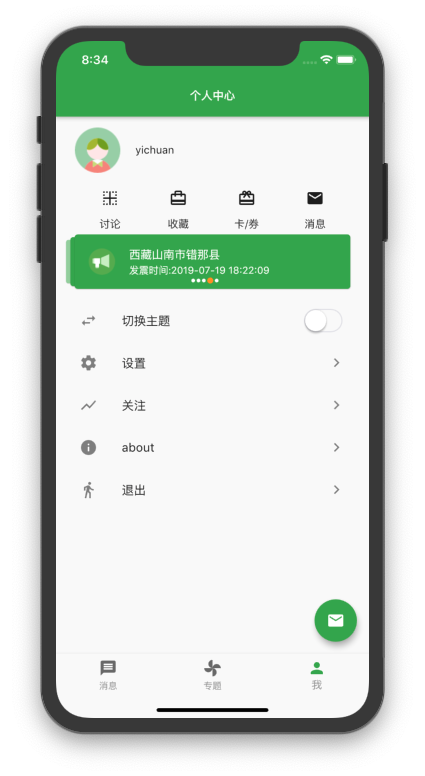 8:34
个人中心
yichuan
讨论
收藏
卡/券
消息
西藏山南市错那县
发震时间:2019-07-19 18:22:09
切换主题
设置
关注
about
退出
消息
专题
我